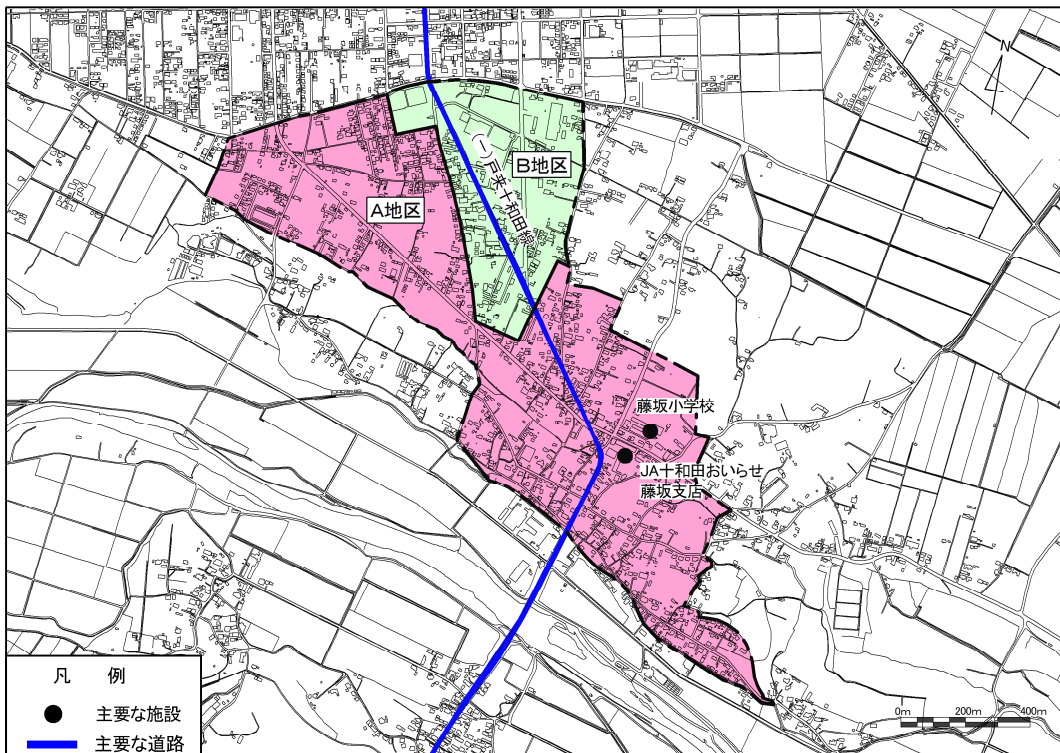 N
(一)戸来十和田線
B地区
A地区
藤坂小学校
JA十和田おいらせ
藤坂支店
凡 例
主要な施設
主要な道路
0m 200m 400m